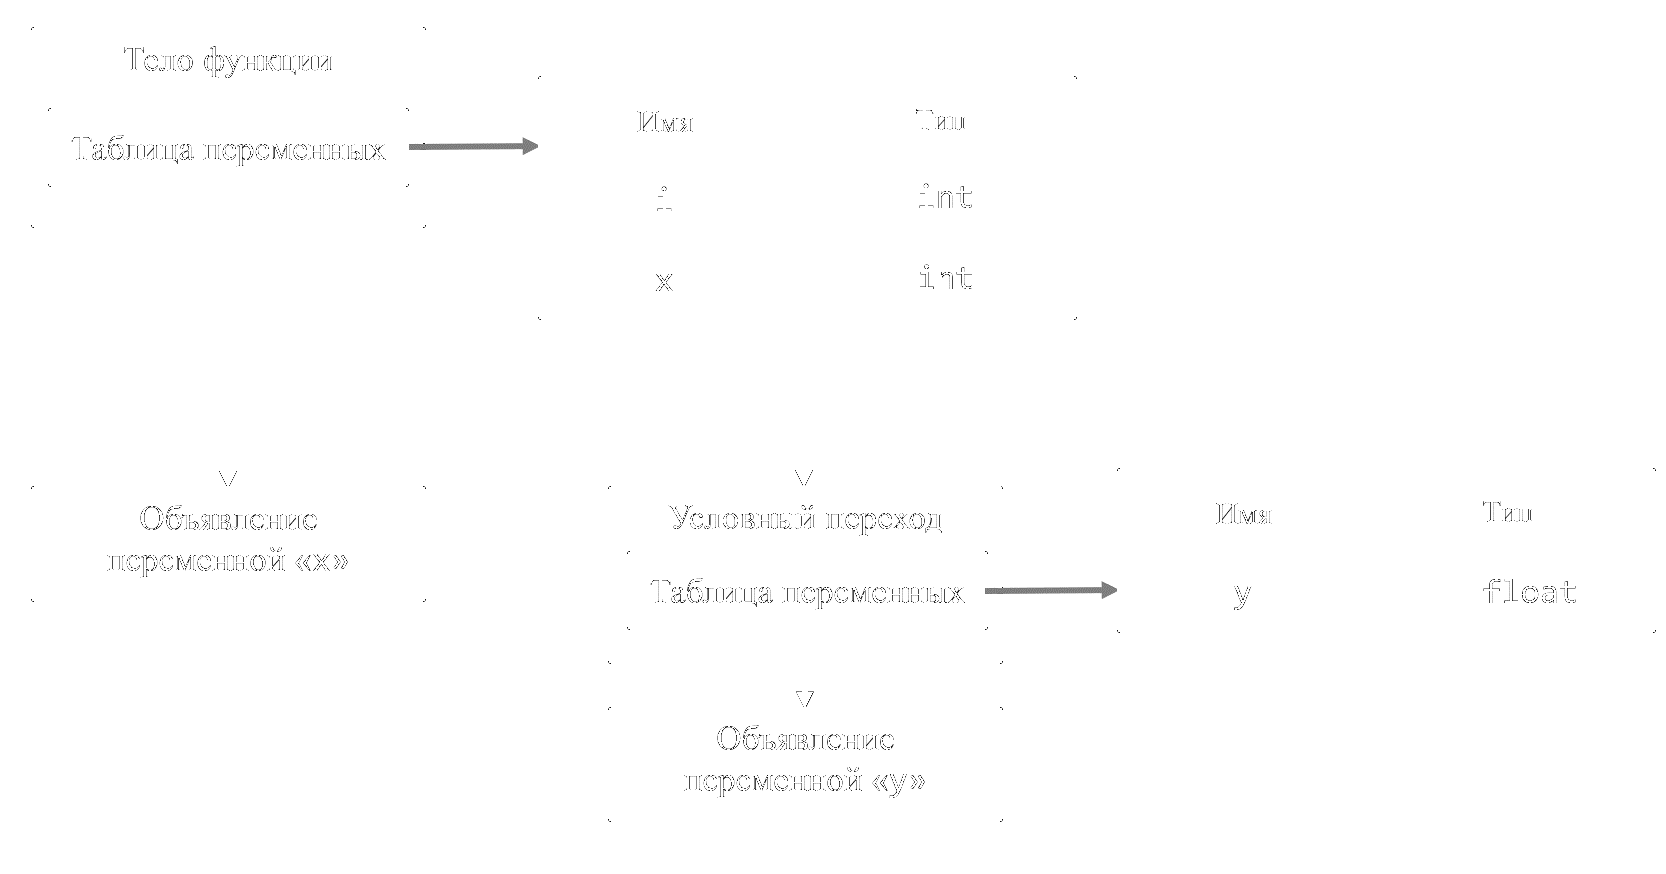 Тело функции
Таблица переменных
Имя Тип
i int
x int
Объявление
переменной «x»
Условный переход
Таблица переменных
Имя Тип
y float
Объявление
переменной «y»